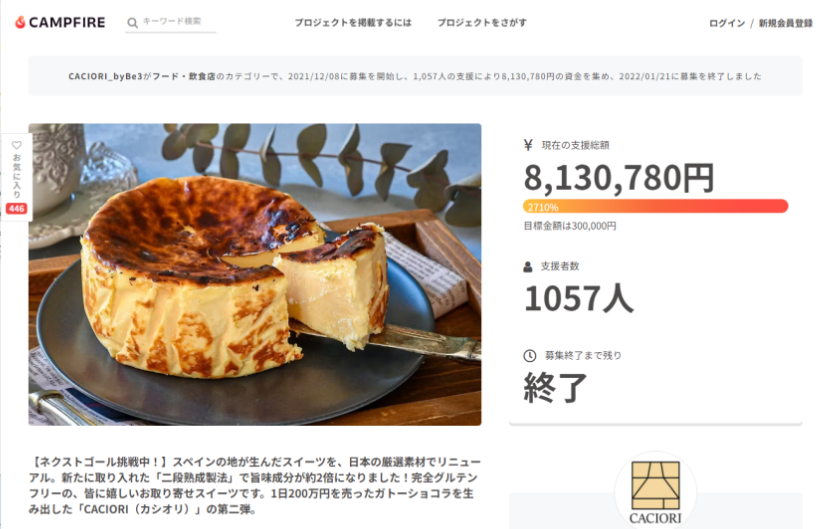 CAMPFIRE
キーワード検索
プロジェクトを掲載するには
プロジェクトをさがす
ログイン / 新規会員登録
CACIORI_byBe3がフード・飲食店のカテゴリーで、2021/12/08に募集を開始し、1,057人の支援により8,130,780円の資金を集め、2022/01/21に募集を終了しました
お気に入り
446
¥ 現在の支援総額
8,130,780円
2710%
目標金額は300,000円
支援者数
1057人
募集終了まで残り
終了
【ネクストゴール挑戦中！】スペインの地が生んだスイーツを、日本の厳選素材でリニュー
アル。新たに取り入れた「二段熟成製法」で旨味成分が約2倍になりました！完全グルテン
フリーの、皆に嬉しいお取り寄せスイーツです。1日200万円を売ったガトーショコラを生
み出した「CACIORI（カシオリ）」の第二弾。
CACIORI